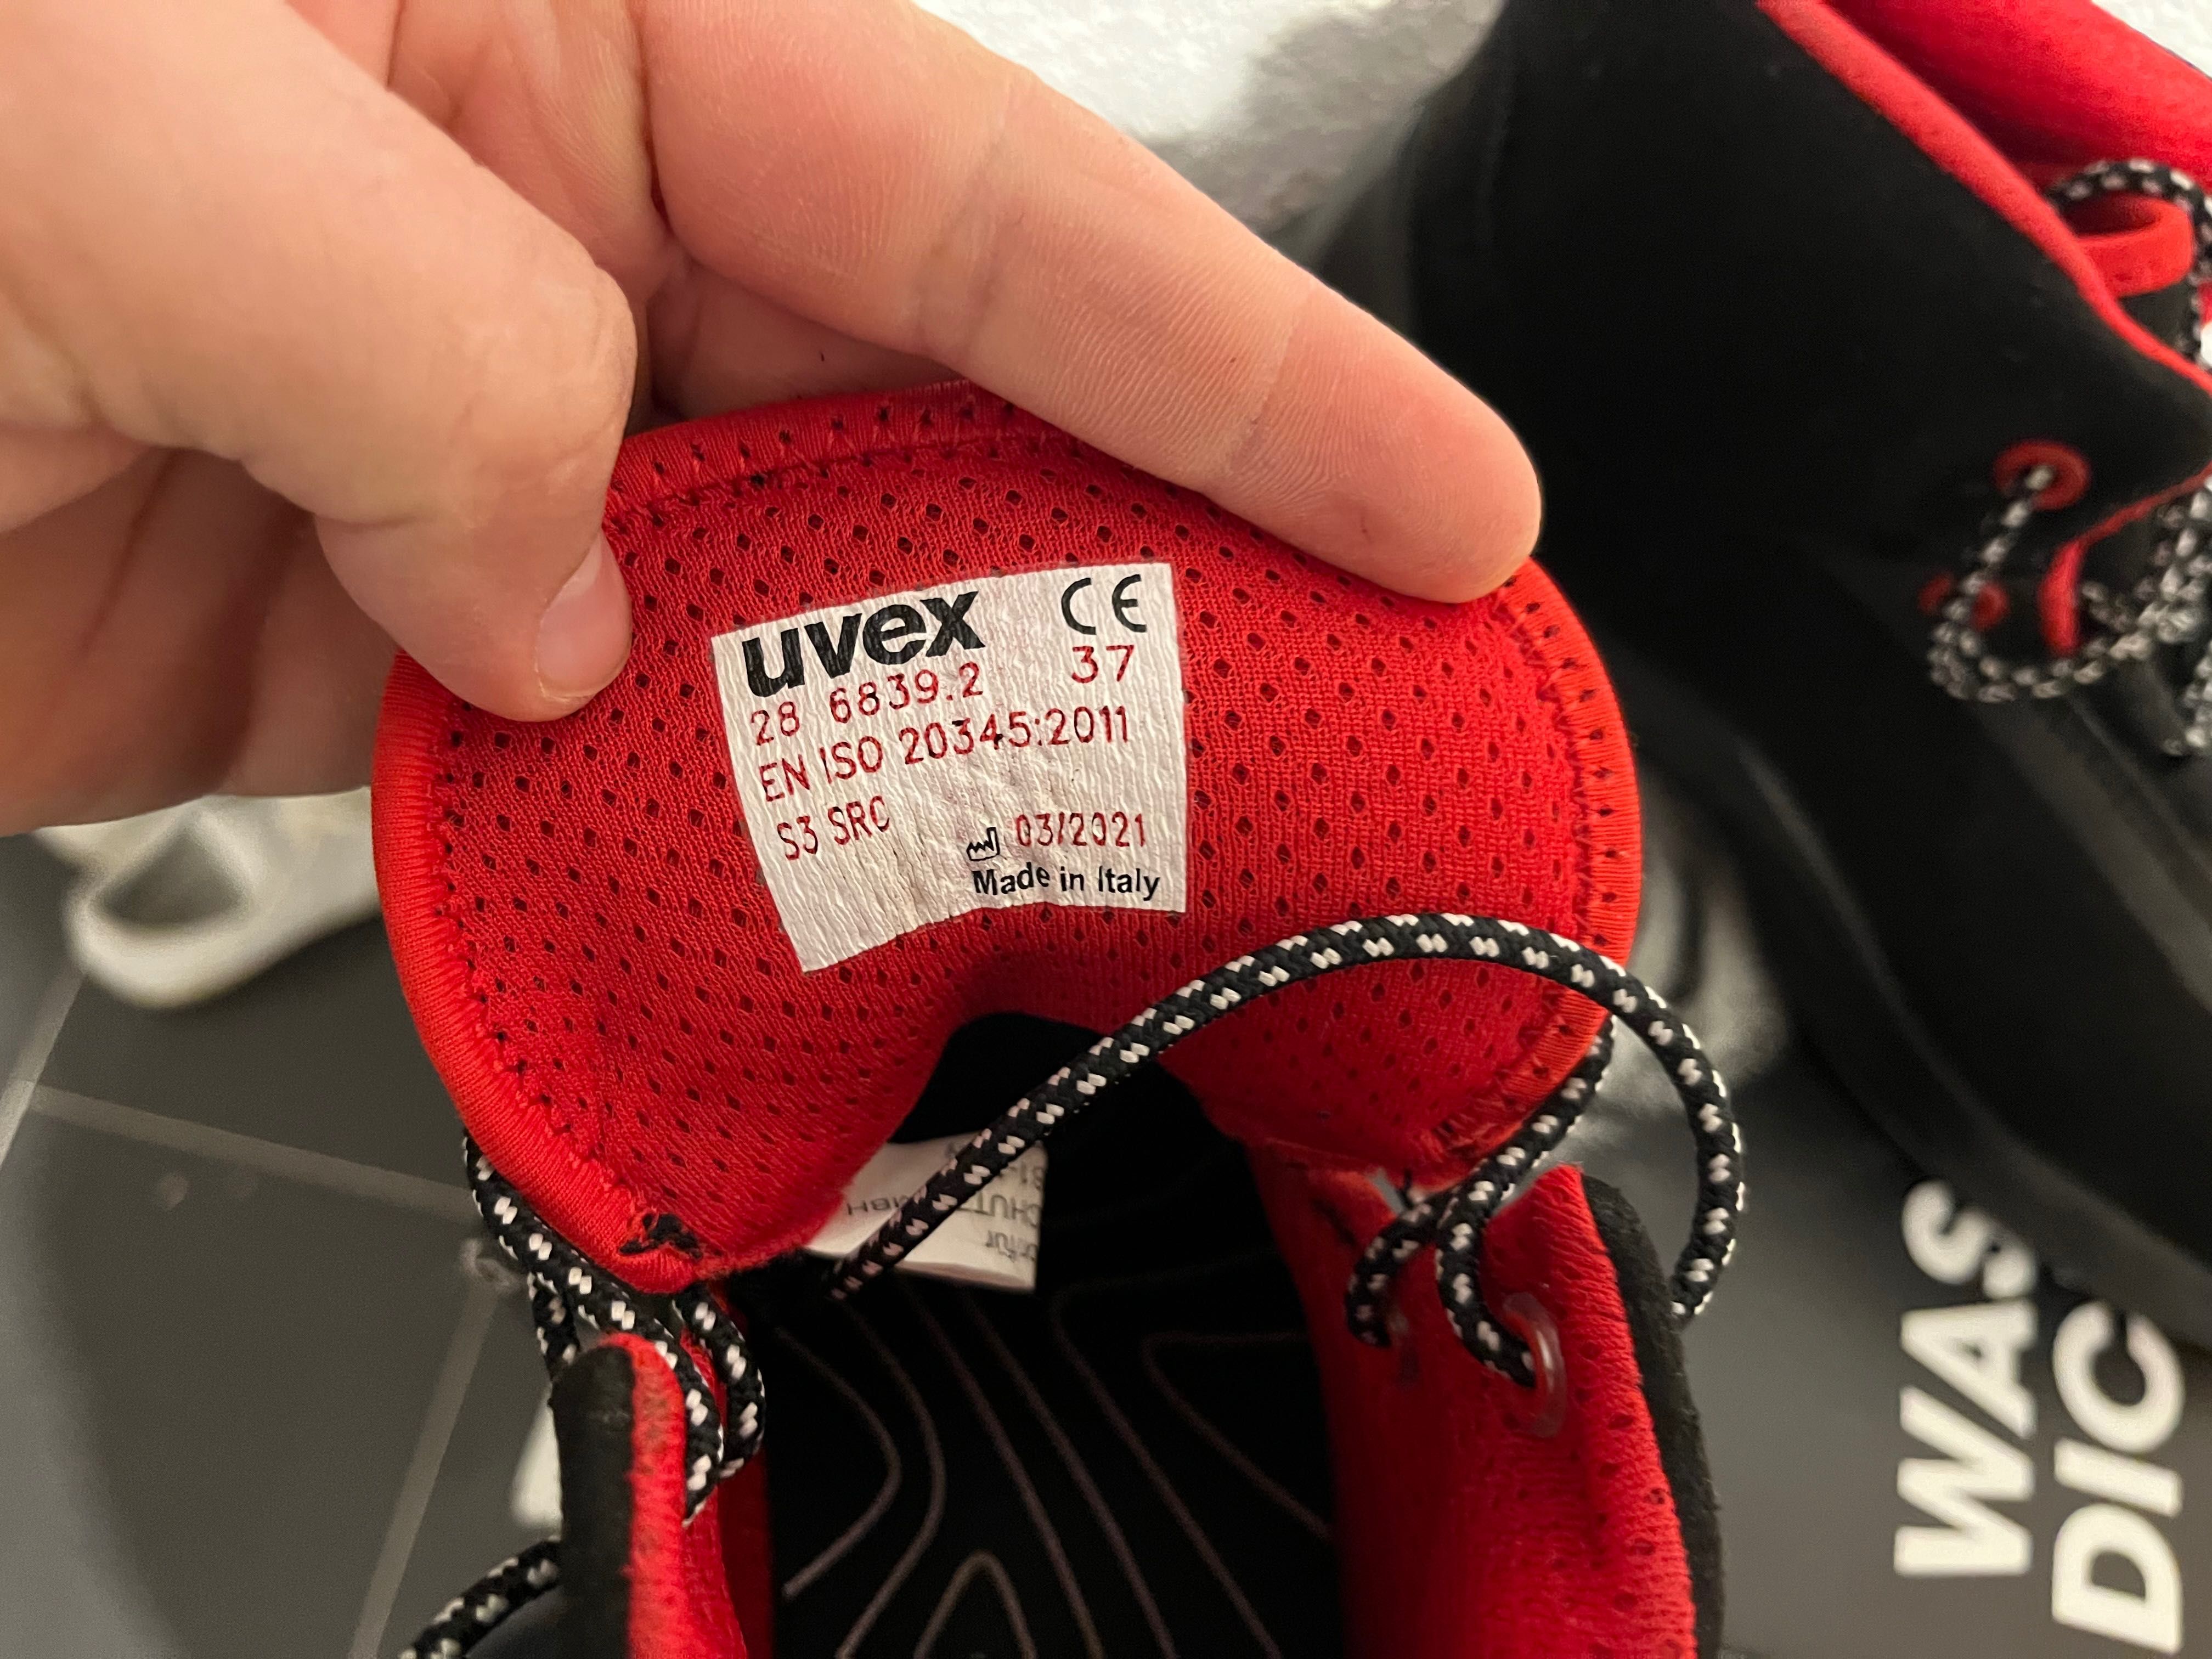 uvex CE
28 6839.2 37
EN ISO 20345:2011
S3 SRC
03/2021
Made in Italy
WAS
DIC